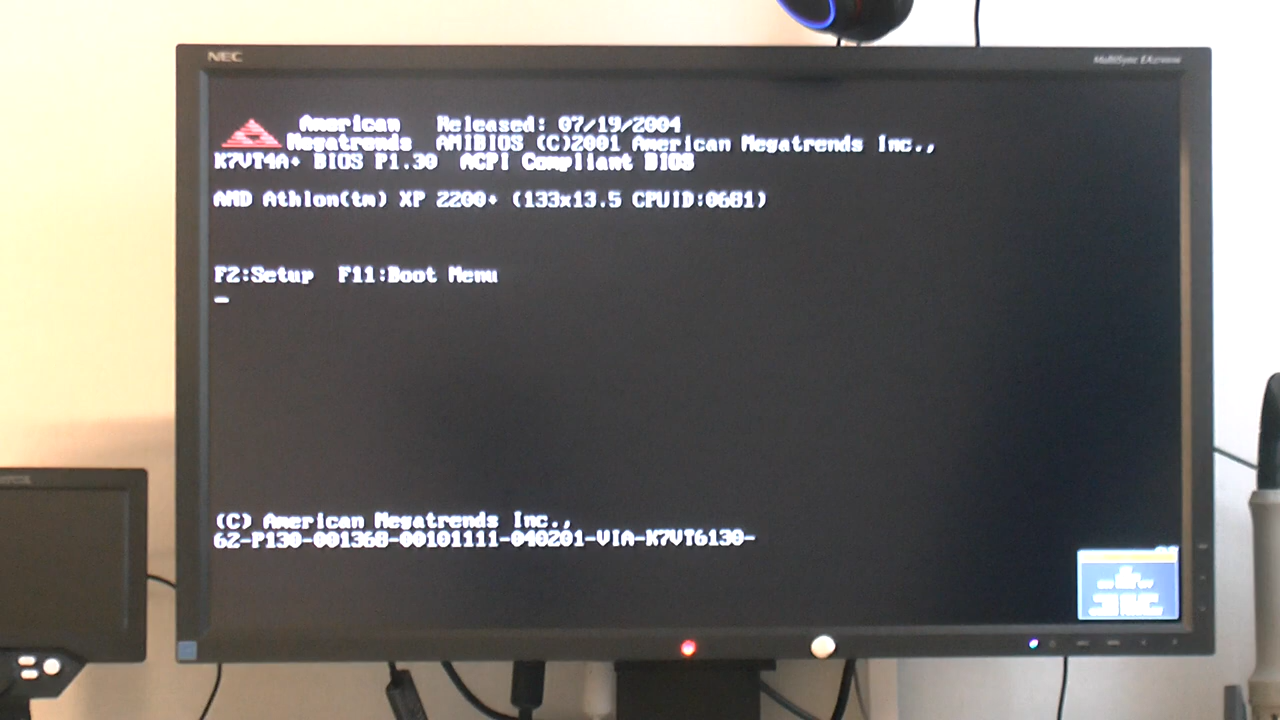 NEC
American Released: 07/19/2004
Megatrends AMIBIOS (C)2001 American Megatrends Inc.,
K7VT4A+ BIOS P1.30 ACPI Compliant BIOS
AMD Athlon(tm) XP 2200+ (133x13.5 CPUID:0681)
F2:Setup F11:Boot Menu
(C) American Megatrends Inc.,
62-P130-001368-00101111-040201-VIA-K7VT6130-
MultiSync